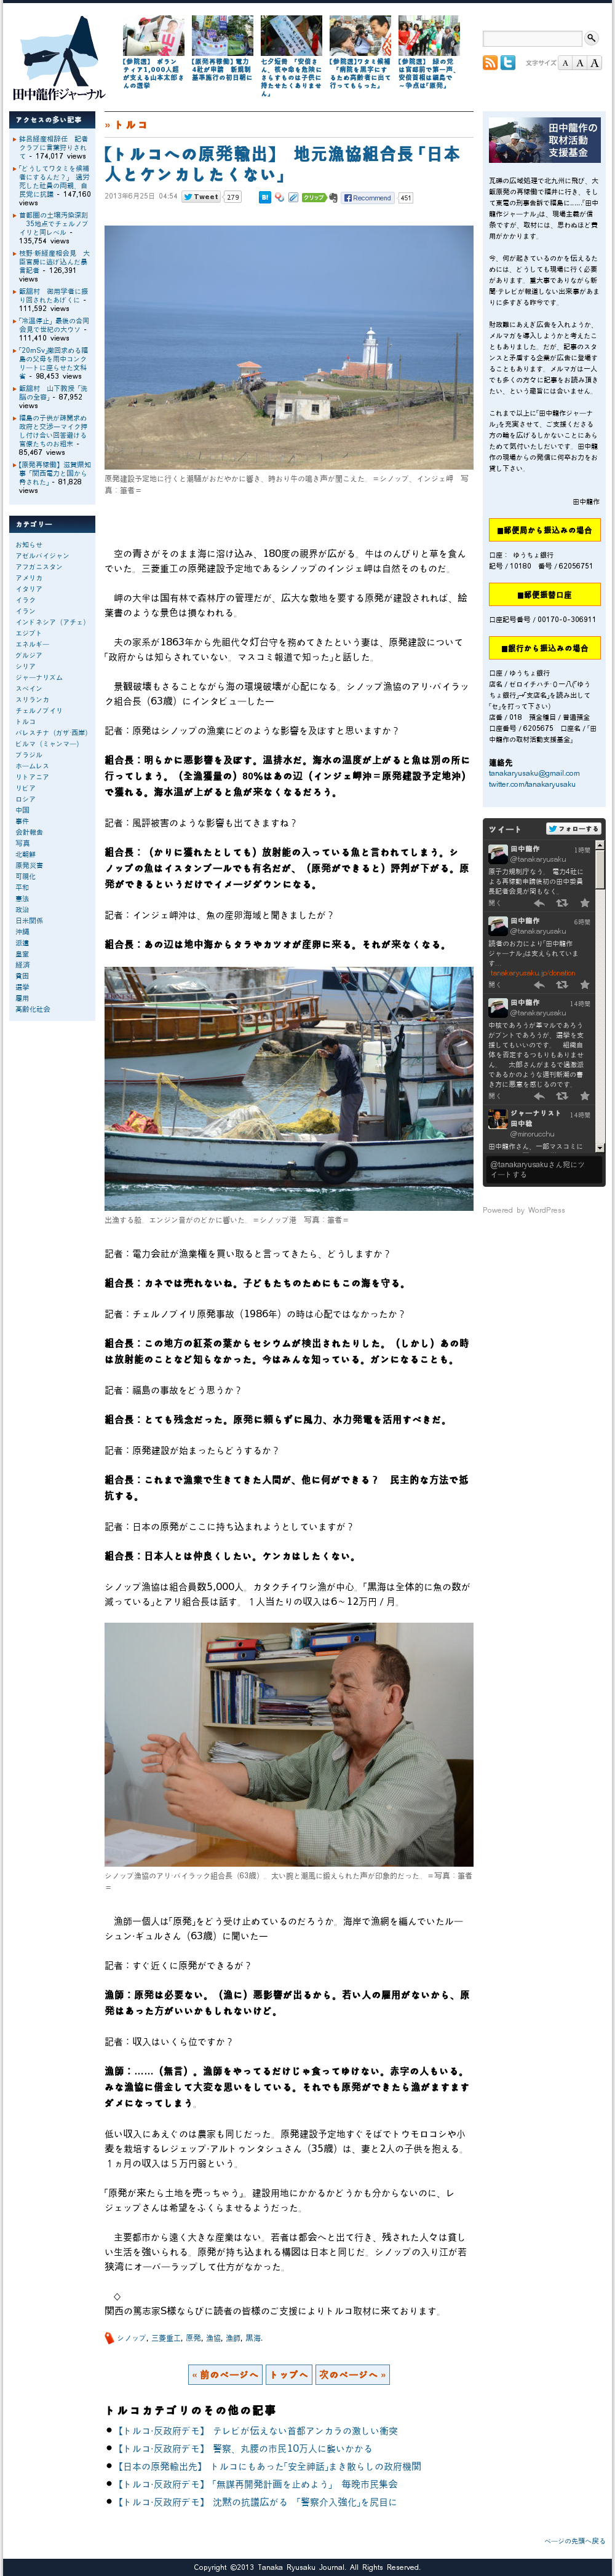 田中龍作ジャーナル
【参院選】 ボラン
ティア1,000人超
が支える山本太郎さ
んの選挙
【原発再稼働】 電力
4社が申請 新規制
基準施行の初日朝に
七夕短冊 「安倍さ
ん、核や命を危険に
さらすものは子供に
持たせたくありませ
ん」
【参院選】ワタミ候補
「病院を黒字にす
るため高齢者に出て
行ってもらった」
【参院選】 緑の党
は官邸前で第一声、
安倍首相は福島で
～争点は「原発」
文字サイズ A A A
アクセスの多い記事
鉢呂経産相辞任 記者
クラブに言葉狩りされ
て - 174,017 views
「どうしてワタミを候補
者にするんだ？」 過労
死した社員の両親、自
民党に抗議 - 147,160
views
首都圏の土壌汚染深刻
35地点でチェルノブ
イリと同レベル -
135,754 views
枝野・新経産相会見 大
臣官房に逃げ込んだ暴
言記者 - 126,391
views
飯舘村 御用学者に振
り回されたあげくに -
111,592 views
「冷温停止」 最後の合同
会見で世紀の大ウソ -
111,410 views
「20mSv」撤回求める福
島の父母を雨中コンク
リートに座らせた文科
省 - 98,453 views
飯舘村 山下教授 「洗
脳の全容」 - 87,952
views
福島の子供が疎開求め
政府と交渉ーマイク押
し付け合い回答避ける
官僚たちのお粗末 -
85,467 views
【原発再稼働】 滋賀県知
事 「関西電力と国から
脅された」 - 81,828
views
カテゴリー
お知らせ
アゼルバイジャン
アフガニスタン
アメリカ
イタリア
イラク
イラン
インドネシア（アチェ）
エジプト
エネルギー
グルジア
シリア
ジャーナリズム
スペイン
スリランカ
チェルノブイリ
トルコ
パレスチナ（ガザ・西岸）
ビルマ（ミャンマー）
ブラジル
ホームレス
リトアニア
リビア
ロシア
中国
事件
会計報告
写真
北朝鮮
原発災害
可視化
平和
憲法
政治
日米関係
沖縄
派遣
皇室
経済
貧困
選挙
雇用
高齢化社会
» トルコ
【トルコへの原発輸出】 地元漁協組合長 「日本
人とケンカしたくない」
2013年6月25日 04:54 Tweet 279 B! クリップ Recommend 451
原発建設予定地に行くと潮騒がおだやかに響き、時おり牛の鳴き声が聞こえた。＝シノップ、インジェ岬 写
真：筆者＝
空の青さがそのまま海に溶け込み、180度の視界が広がる。牛はのんびりと草を食ん
でいた。三菱重工の原発建設予定地であるシノップのインジェ岬は自然そのものだ。
岬の大半は国有林で森林庁の管理だが、広大な敷地を要する原発が建設されれば、絵
葉書のような景色は損なわれる。
夫の家系が1863年から先祖代々灯台守を務めてきたという妻は、原発建設について
「政府からは知らされていない。マスコミ報道で知った」と話した。
景観破壊もさることながら海の環境破壊が心配になる。シノップ漁協のアリ・バイラッ
ク組合長（63歳）にインタビューしたー
記者：原発はシノップの漁業にどのような影響を及ぼすと思いますか？
組合長：明らかに悪影響を及ぼす。温排水だ。海水の温度が上がると魚は別の所に
行ってしまう。（全漁獲量の）80％はあの辺（インジェ岬沖＝原発建設予定地沖）
で獲れる。海水温が上がると魚が来なくなるだろう。
記者：風評被害のような影響も出てきますね？
組合長：（かりに獲れたとしても）放射能の入っている魚と言われてしまう。シ
ノップの魚はイスタンブールでも有名だが、（原発ができると）評判が下がる。原
発ができるというだけでイメージダウンになる。
記者：インジェ岬沖は、魚の産卵海域と聞きましたが？
組合長：あの辺は地中海からタラやカツオが産卵に来る。それが来なくなる。
出漁する船。エンジン音がのどかに響いた。＝シノップ港 写真：筆者＝
記者：電力会社が漁業権を買い取ると言ってきたら、どうしますか？
組合長：カネでは売れないね。子どもたちのためにもこの海を守る。
記者：チェルノブイリ原発事故（1986年）の時は心配ではなかったか？
組合長：この地方の紅茶の葉からセシウムが検出されたりした。（しかし）あの時
は放射能のことなど知らなかった。今はみんな知っている。ガンになることも。
記者：福島の事故をどう思うか？
組合長：とても残念だった。原発に頼らずに風力、水力発電を活用すべきだ。
記者：原発建設が始まったらどうするか？
組合長：これまで漁業で生きてきた人間が、他に何ができる？ 民主的な方法で抵
抗する。
記者：日本の原発がここに持ち込まれようとしていますが？
組合長：日本人とは仲良くしたい。ケンカはしたくない。
シノップ漁協は組合員数5,000人。カタクチイワシ漁が中心。「黒海は全体的に魚の数が
減っている」とアリ組合長は話す。１人当たりの収入は6～12万円 / 月。
シノップ漁協のアリ・バイラック組合長（63歳）。太い腕と潮風に鍛えられた声が印象的だった。＝写真：筆者
＝
漁師一個人は「原発」をどう受け止めているのだろうか。海岸で漁網を編んでいたルー
シュン・ギュルさん（63歳）に聞いたー
記者：すぐ近くに原発ができるが？
漁師：原発は必要ない。（漁に）悪影響が出るから。若い人の雇用がないから、原
発はあった方がいいかもしれないけど。
記者：収入はいくら位ですか？
漁師：……（無言）。漁師をやってるだけじゃ食ってゆけない。赤字の人もいる。
みな漁協に借金して大変な思いをしている。それでも原発ができたら漁がますます
ダメになってしまう。
低い収入にあえぐのは農家も同じだった。原発建設予定地すぐそばでトウモロコシや小
麦を栽培するレジェップ・アルトゥンタシュさん（35歳）は、妻と2人の子供を抱える。
１ヵ月の収入は５万円弱という。
「原発が来たら土地を売っちゃう」。建設用地にかかるかどうかも分からないのに、レ
ジェップさんは希望をふくらませるようだった。
主要都市から遠く大きな産業はない。若者は都会へと出て行き、残された人々は貧し
い生活を強いられる。原発が持ち込まれる構図は日本と同じだ。シノップの入り江が若
狭湾にオーバーラップして仕方がなかった。
◇
関西の篤志家S様ならびに読者の皆様のご支援によりトルコ取材に来ております。
シノップ, 三菱重工, 原発, 漁協, 漁師, 黒海.
« 前のページへ トップへ 次のページへ »
トルコカテゴリのその他の記事
【トルコ・反政府デモ】 テレビが伝えない首都アンカラの激しい衝突
【トルコ・反政府デモ】 警察、丸腰の市民10万人に襲いかかる
【日本の原発輸出先】 トルコにもあった「安全神話」まき散らしの政府機関
【トルコ・反政府デモ】 「無謀再開発計画を止めよう」 毎晩市民集会
【トルコ・反政府デモ】 沈黙の抗議広がる 「警察介入強化」を尻目に
田中龍作の
取材活動
支援基金
瓦礫の広域処理で北九州に飛び、大
飯原発の再稼働で福井に行き、そし
て東電の刑事告訴で福島に……「田中
龍作ジャーナル」は、現場主義が信
条ですが、取材には、思わぬほど費
用がかかります。
今、何が起きているのかを伝えるた
めには、どうしても現場に行く必要
があります。重大事でありながら新
聞・テレビが報道しない出来事があま
りに多すぎる昨今です。
財政難にあえぎ広告を入れようか、
メルマガを導入しようかと考えたこ
ともありました。だが、記事のスタ
ンスと矛盾する企業が広告に登場す
ることもあります。メルマガは一人
でも多くの方々に記事をお読み頂き
たい、という趣旨には合いません。
これまで以上に「田中龍作ジャーナ
ル」を充実させて、ご支援くださる
方の輪を広げるしかないことにあら
ためて気付いたしだいです。田中龍
作の現場からの発信に何卒お力をお
貸し下さい。
田中龍作
■郵便局から振込みの場合
口座： ゆうちょ銀行
記号 / 10180 番号 / 62056751
■郵便振替口座
口座記号番号 / 00170-0-306911
■銀行から振込みの場合
口座 / ゆうちょ銀行
店名 / ゼロイチハチ・０一八(「ゆう
ちょ銀行」→「支店名」を読み出して
「セ」を打って下さい)
店番 / 018 預金種目 / 普通預金
口座番号 / 6205675 口座名 / 「田
中龍作の取材活動支援基金」
連絡先
tanakaryusaku@gmail.com
twitter.com/tanakaryusaku
ツイート フォローする
田中龍作 1時間
@tanakaryusaku
原子力規制庁なう。 電力4社に
よる再稼動申請後初の田中委員
長記者会見が間もなく。
開く
田中龍作 6時間
@tanakaryusaku
読者のお力により「田中龍作
ジャーナル」は支えられていま
す...
tanakaryusaku.jp/donation
開く
田中龍作 14時間
@tanakaryusaku
中核であろうが革マルであろう
がブントであろうが、選挙を支
援してもいいのです。 組織自
体を否定するつもりもありませ
ん。 太郎さんがまるで過激派
であるかのような週刊新潮の書
き方に悪意を感じるのです。
開く
ジャーナリスト 14時間
田中稔
@minorucchu
田中龍作さん、一部マスコミに
@tanakaryusakuさん宛にツ
イートする
Powered by WordPress
ページの先頭へ戻る
Copyright ©2013 Tanaka Ryusaku Journal. All Rights Reserved.